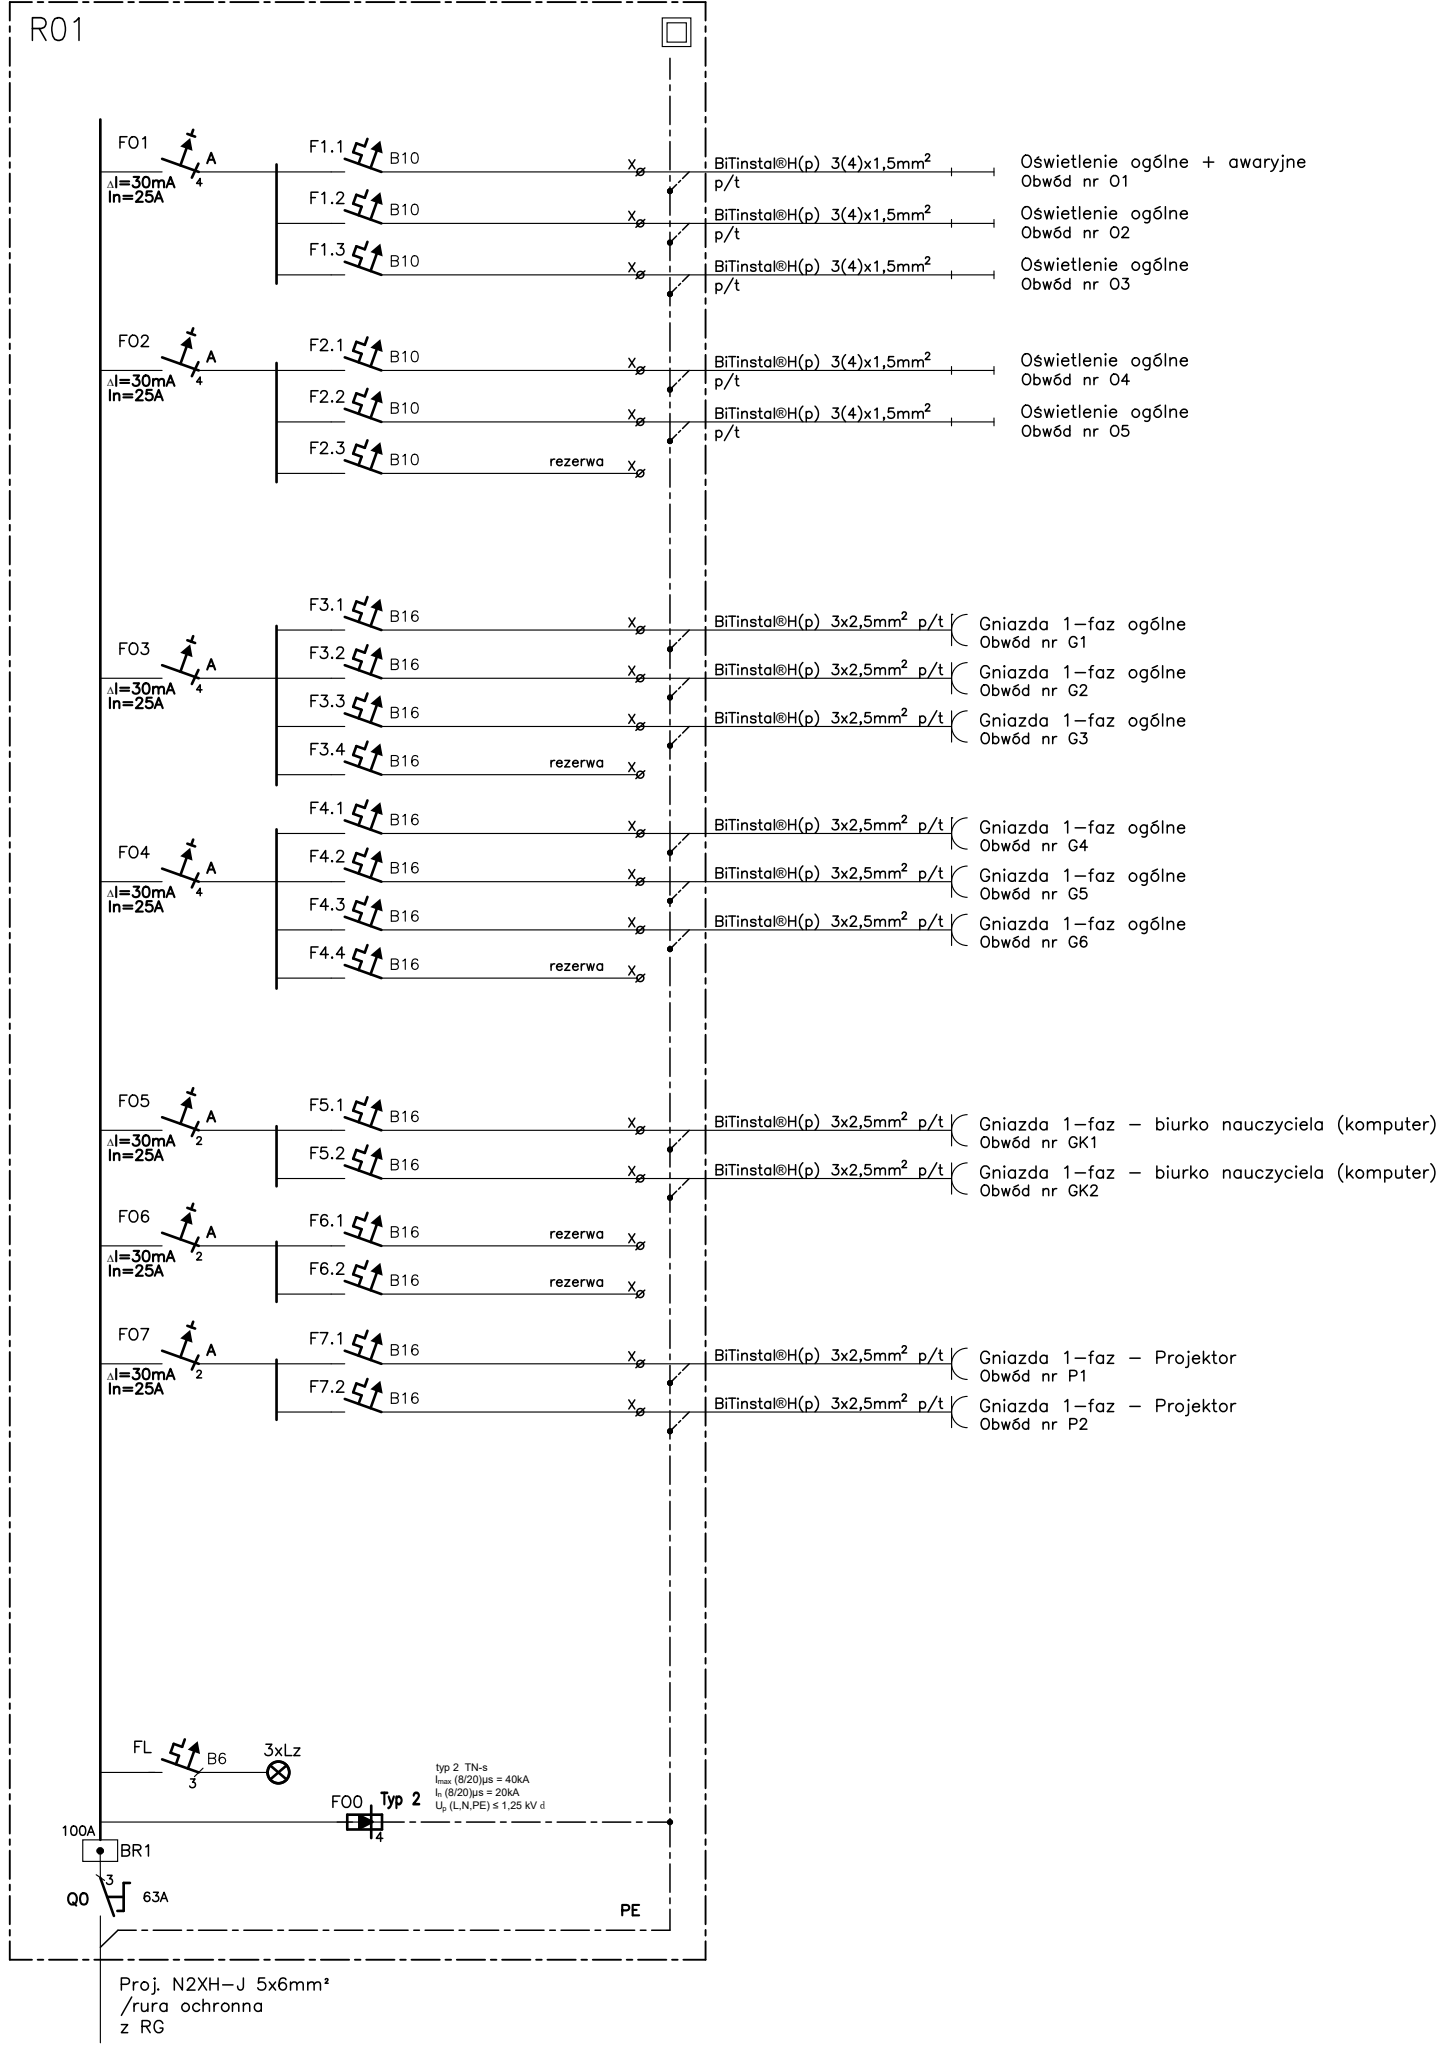 R01
FO1
A
4
ΔI=30mA
In=25A
F1.1
B10
X
BiTinstal®H(p) 3(4)x1,5mm²
p/t
Oświetlenie ogólne + awaryjne
Obwód nr O1
F1.2
B10
X
BiTinstal®H(p) 3(4)x1,5mm²
p/t
Oświetlenie ogólne
Obwód nr O2
F1.3
B10
X
BiTinstal®H(p) 3(4)x1,5mm²
p/t
Oświetlenie ogólne
Obwód nr O3
FO2
A
4
ΔI=30mA
In=25A
F2.1
B10
X
BiTinstal®H(p) 3(4)x1,5mm²
p/t
Oświetlenie ogólne
Obwód nr O4
F2.2
B10
X
BiTinstal®H(p) 3(4)x1,5mm²
p/t
Oświetlenie ogólne
Obwód nr O5
F2.3
B10
rezerwa
X
FO3
A
4
ΔI=30mA
In=25A
F3.1
B16
X
BiTinstal®H(p) 3x2,5mm² p/t
Gniazda 1-faz ogólne
Obwód nr G1
F3.2
B16
X
BiTinstal®H(p) 3x2,5mm² p/t
Gniazda 1-faz ogólne
Obwód nr G2
F3.3
B16
X
BiTinstal®H(p) 3x2,5mm² p/t
Gniazda 1-faz ogólne
Obwód nr G3
F3.4
B16
rezerwa
X
FO4
A
4
ΔI=30mA
In=25A
F4.1
B16
X
BiTinstal®H(p) 3x2,5mm² p/t
Gniazda 1-faz ogólne
Obwód nr G4
F4.2
B16
X
BiTinstal®H(p) 3x2,5mm² p/t
Gniazda 1-faz ogólne
Obwód nr G5
F4.3
B16
X
BiTinstal®H(p) 3x2,5mm² p/t
Gniazda 1-faz ogólne
Obwód nr G6
F4.4
B16
rezerwa
X
FO5
A
2
ΔI=30mA
In=25A
F5.1
B16
X
BiTinstal®H(p) 3x2,5mm² p/t
Gniazda 1-faz - biurko nauczyciela (komputer)
Obwód nr GK1
F5.2
B16
X
BiTinstal®H(p) 3x2,5mm² p/t
Gniazda 1-faz - biurko nauczyciela (komputer)
Obwód nr GK2
FO6
A
2
ΔI=30mA
In=25A
F6.1
B16
rezerwa
X
F6.2
B16
rezerwa
X
FO7
A
2
ΔI=30mA
In=25A
F7.1
B16
X
BiTinstal®H(p) 3x2,5mm² p/t
Gniazda 1-faz - Projektor
Obwód nr P1
F7.2
B16
X
BiTinstal®H(p) 3x2,5mm² p/t
Gniazda 1-faz - Projektor
Obwód nr P2
FL
B6
3
3xLz
FO0
Typ 2
4
typ 2 TN-s
Imax (8/20)μs = 40kA
In (8/20)μs = 20kA
Up (L,N,PE) ≤ 1,25 kV d
100A
BR1
3
Q0
63A
PE
Proj. N2XH-J 5x6mm²
/rura ochronna
z RG